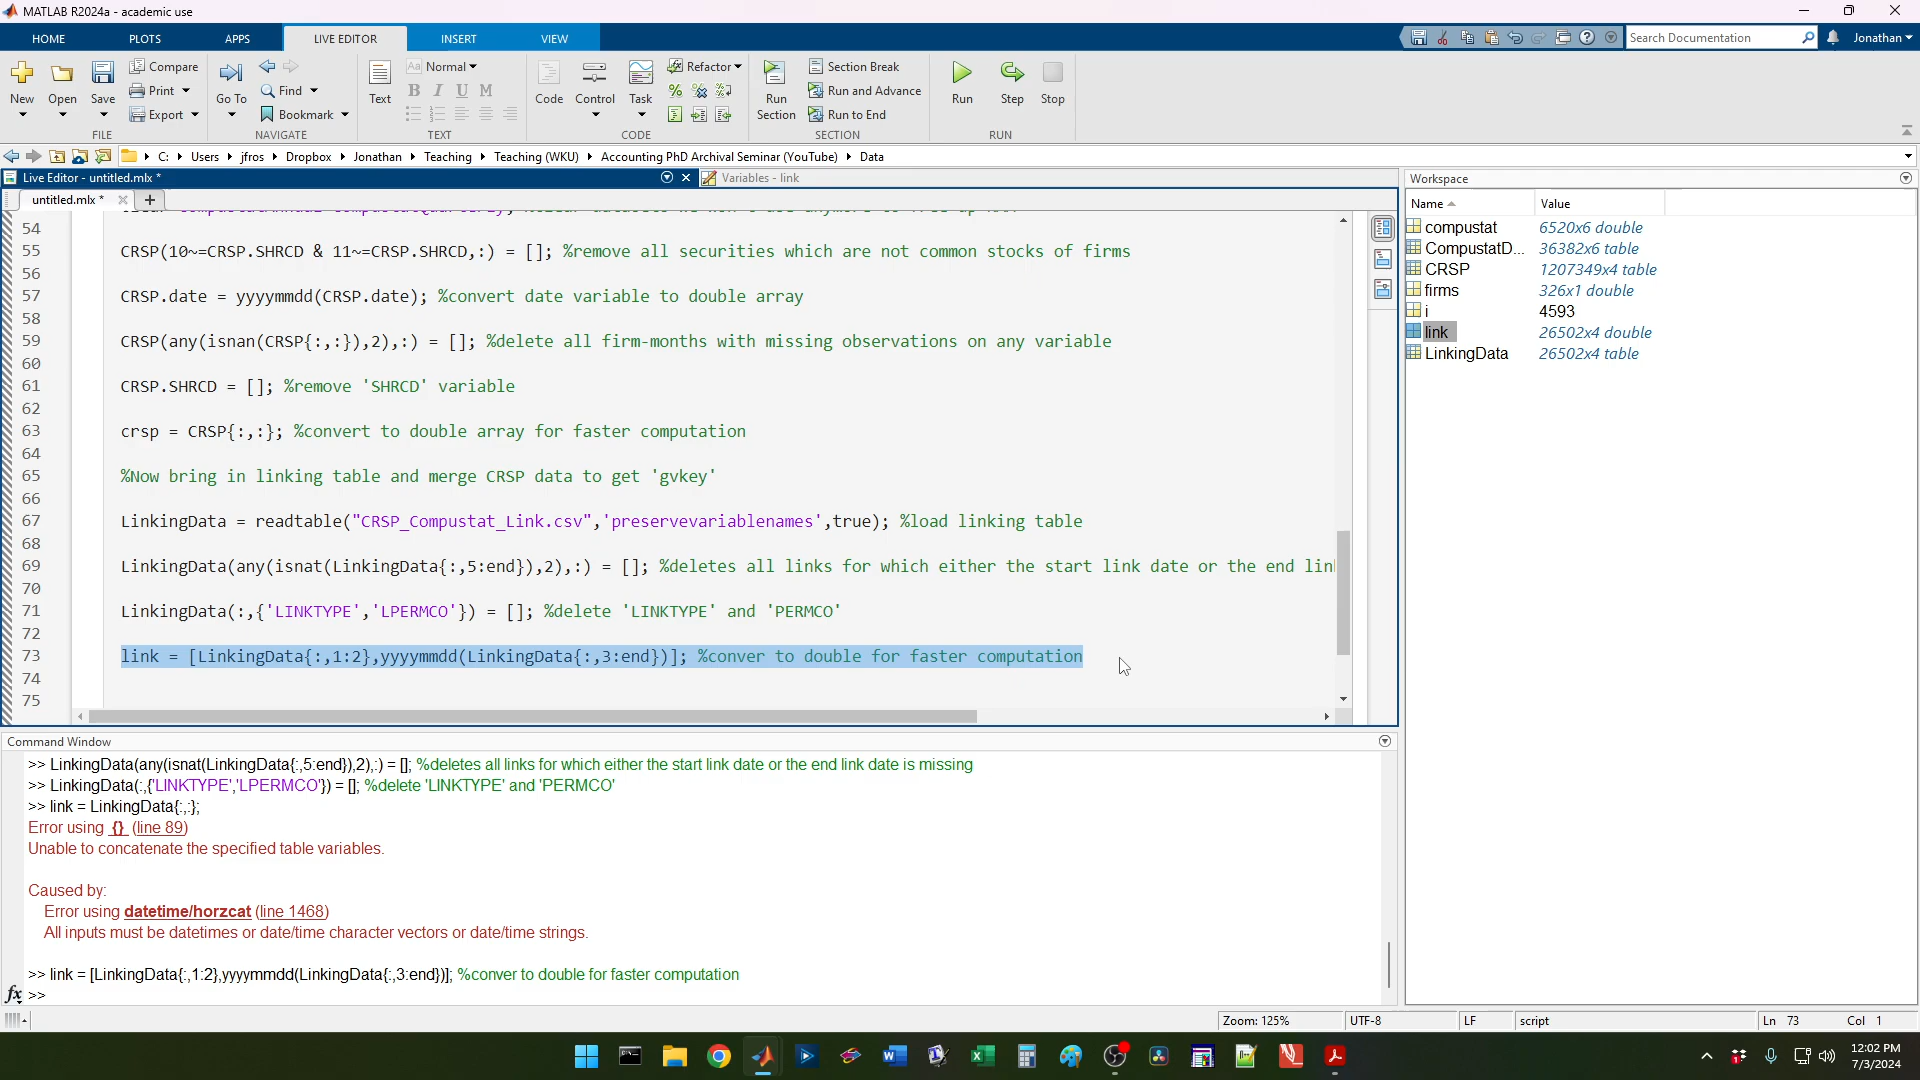 MATLAB R2024a - academic use
HOME PLOTS APPS LIVE EDITOR INSERT VIEW
Search Documentation Jonathan
New Open Save Compare Print Export
Go To Find Bookmark
Text Normal
B I U M
Code Control Task Refactor
Run Section Section Break Run and Advance Run to End
Run Step Stop
FILE NAVIGATE TEXT CODE SECTION RUN
C: Users jfros Dropbox Jonathan Teaching Teaching (WKU) Accounting PhD Archival Seminar (YouTube) Data
Live Editor - untitled.mlx *
Variables - link
untitled.mlx *
54
55 CRSP(10~=CRSP.SHRCD & 11~=CRSP.SHRCD,:) = []; %remove all securities which are not common stocks of firms
56
57 CRSP.date = yyyymmdd(CRSP.date); %convert date variable to double array
58
59 CRSP(any(isnan(CRSP{:,:}),2),:) = []; %delete all firm-months with missing observations on any variable
60
61 CRSP.SHRCD = []; %remove 'SHRCD' variable
62
63 crsp = CRSP{:,:}; %convert to double array for faster computation
64
65 %Now bring in linking table and merge CRSP data to get 'gvkey'
66
67 LinkingData = readtable("CRSP_Compustat_Link.csv",'preservevariablenames',true); %load linking table
68
69 LinkingData(any(isnat(LinkingData{:,5:end}),2),:) = []; %deletes all links for which either the start link date or the end lin
70
71 LinkingData(:,{'LINKTYPE','LPERMCO'}) = []; %delete 'LINKTYPE' and 'PERMCO'
72
73 link = [LinkingData{:,1:2},yyyymmdd(LinkingData{:,3:end})]; %conver to double for faster computation
74
75
Workspace
Name Value
compustat 6520x6 double
CompustatD... 36382x6 table
CRSP 1207349x4 table
firms 326x1 double
i 4593
link 26502x4 double
LinkingData 26502x4 table
Command Window
>> LinkingData(any(isnat(LinkingData{:,5:end}),2),:) = []; %deletes all links for which either the start link date or the end link date is missing
>> LinkingData(:,{'LINKTYPE','LPERMCO'}) = []; %delete 'LINKTYPE' and 'PERMCO'
>> link = LinkingData{:,:};
Error using {} (line 89)
Unable to concatenate the specified table variables.
Caused by:
Error using datetime/horzcat (line 1468)
All inputs must be datetimes or date/time character vectors or date/time strings.
>> link = [LinkingData{:,1:2},yyyymmdd(LinkingData{:,3:end})]; %conver to double for faster computation
fx >>
Zoom: 125% UTF-8 LF script Ln 73 Col 1
12:02 PM
7/3/2024